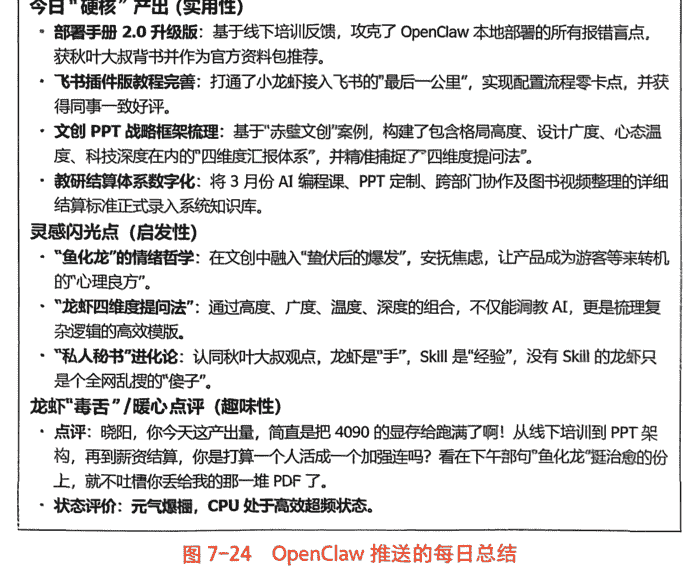 今日“硬核”产出（实用性）
· 部署手册 2.0 升级版：基于线下培训反馈，攻克了 OpenClaw 本地部署的所有报错盲点，
获秋叶大叔背书并作为官方资料包推荐。
· 飞书插件版教程完善：打通了小龙虾接入飞书的“最后一公里”，实现配置流程零卡点，并获
得同事一致好评。
· 文创 PPT 战略框架梳理：基于“赤壁文创”案例，构建了包含格局高度、设计广度、心态温
度、科技深度在内的“四维度汇报体系”，并精准捕捉了“四维度提问法”。
· 教研结算体系数字化：将 3 月份 AI 编程课、PPT 定制、跨部门协作及图书视频整理的详细
结算标准正式录入系统知识库。
灵感闪光点（启发性）
· “鱼化龙”的情绪哲学：在文创中融入“蛰伏后的爆发”，安抚焦虑，让产品成为游客等来转机
的“心理良方”。
· “龙虾四维度提问法”：通过高度、广度、温度、深度的组合，不仅能调教 AI，更是梳理复
杂逻辑的高效模版。
· “私人秘书”进化论：认同秋叶大叔观点，龙虾是“手”，Skill 是“经验”，没有 Skill 的龙虾只
是个全网乱搜的“傻子”。
龙虾“毒舌”/暖心点评（趣味性）
· 点评：晓阳，你今天这产出量，简直是把 4090 的显存给跑满了啊！从线下培训到 PPT 架
构，再到薪资结算，你是打算一个人活成一个加强连吗？看在下午那句“鱼化龙”挺治愈的份
上，就不吐槽你丢给我的那一堆 PDF 了。
· 状态评价：元气爆棚，CPU 处于高效超频状态。
图 7-24 OpenClaw 推送的每日总结